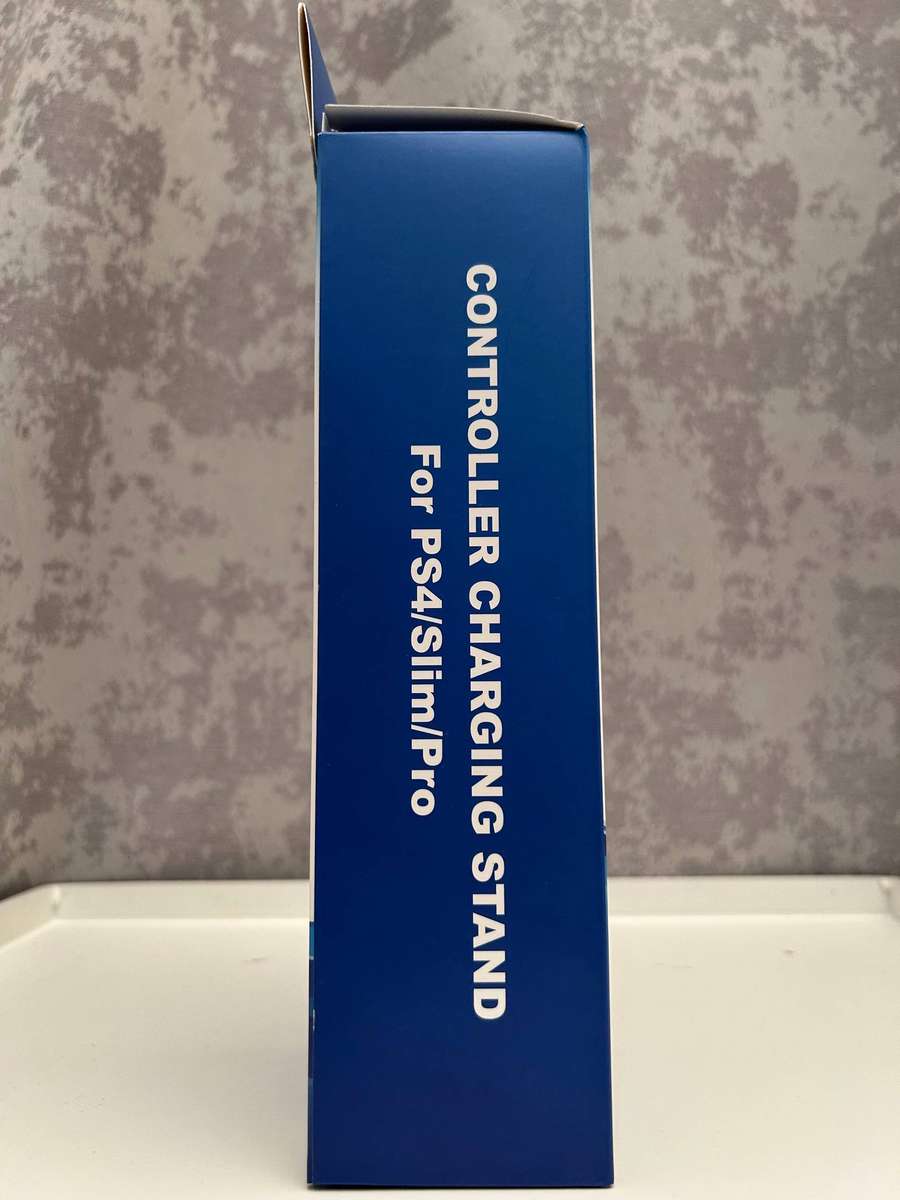 CONTROLLER CHARGING STAND
For PS4/Slim/Pro